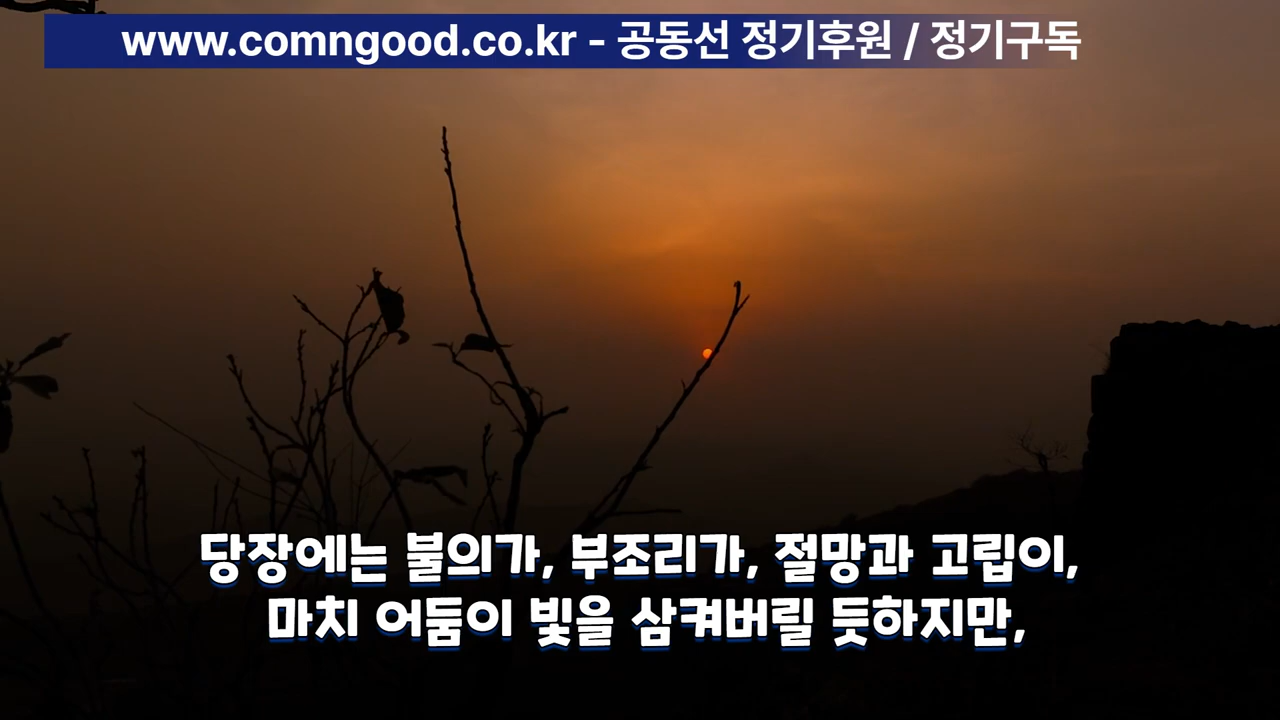 www.comngood.co.kr - 공동선 정기후원 / 정기구독
당장에는 불의가, 부조리가, 절망과 고립이,
마치 어둠이 빛을 삼켜버릴 듯하지만,